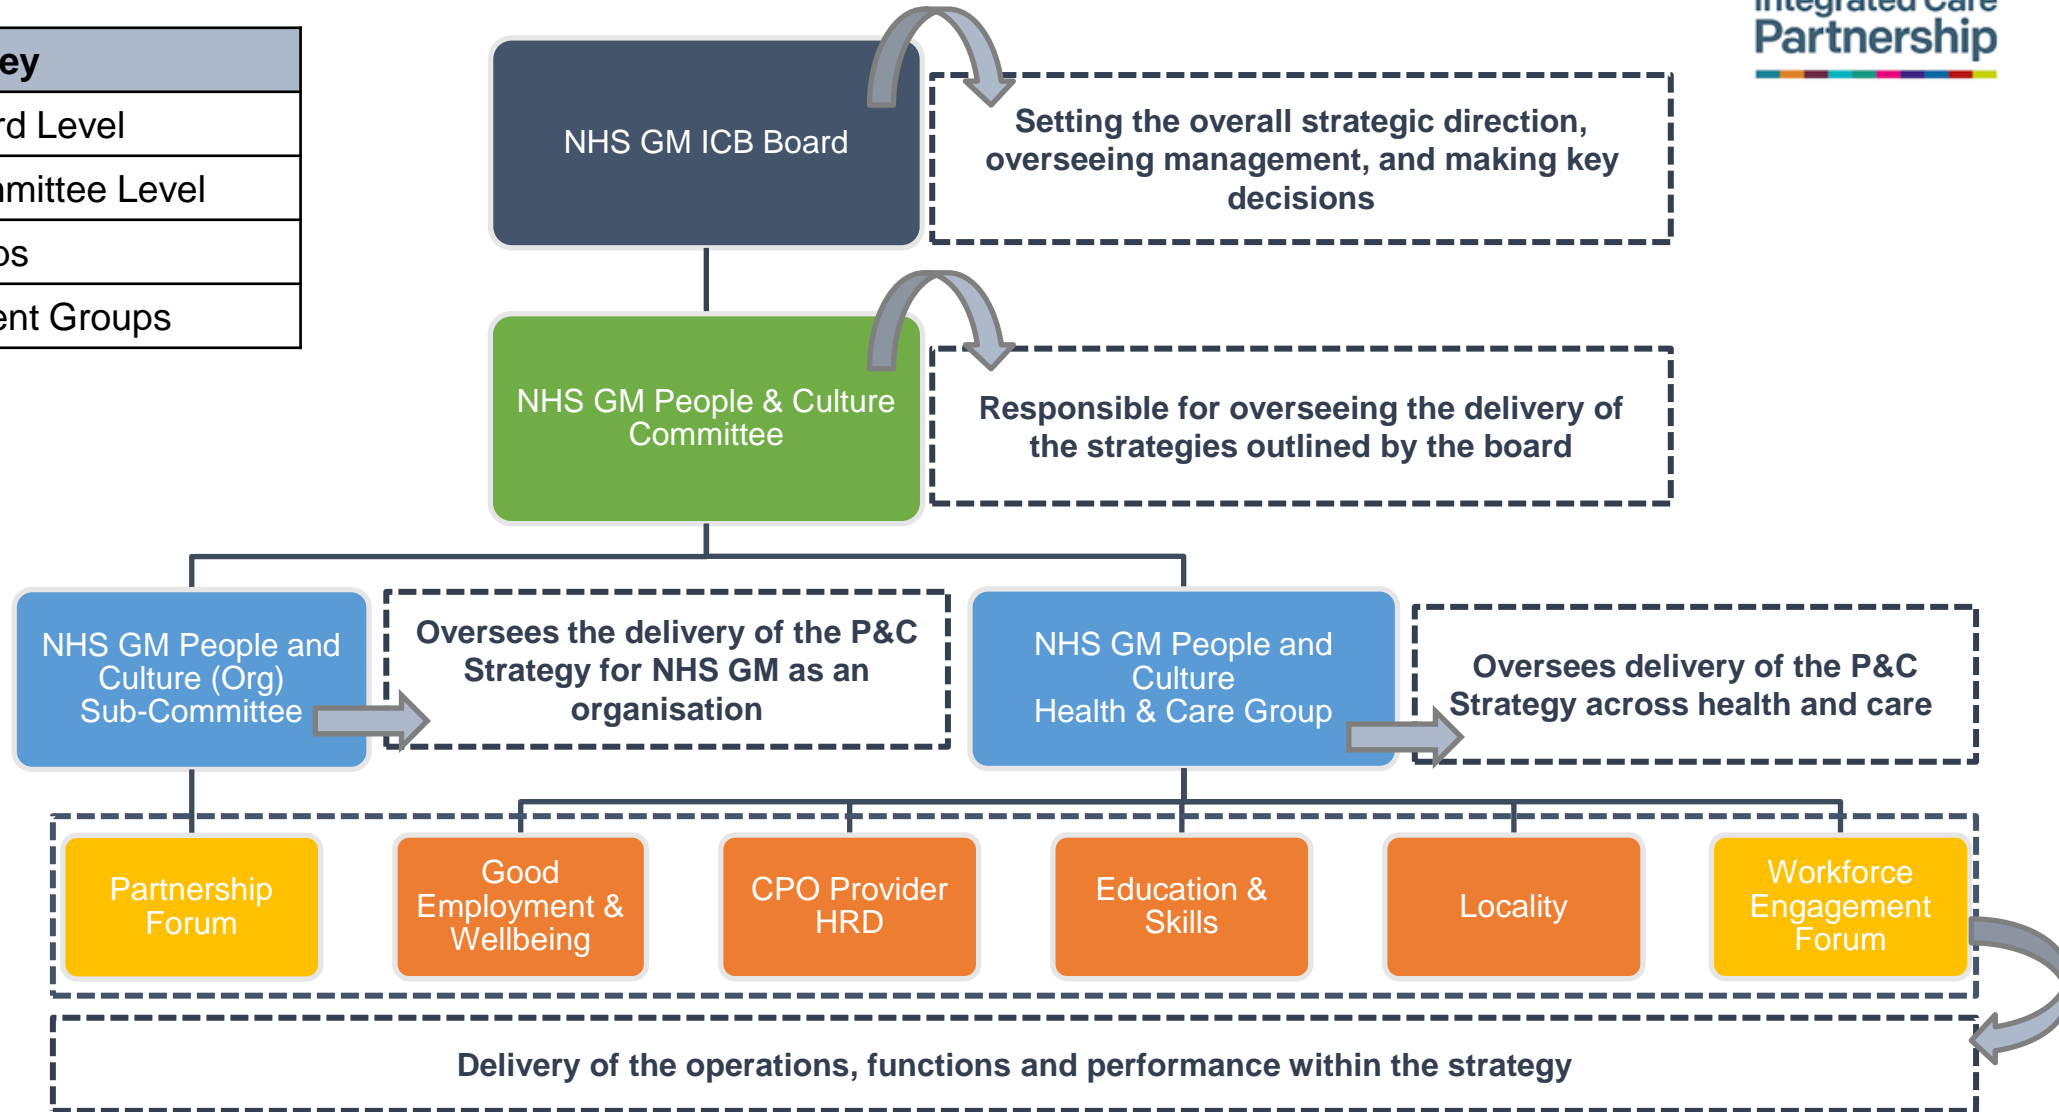 Integrated Care
Partnership
ey
rd Level
mmittee Level
os
ent Groups
NHS GM ICB Board
Setting the overall strategic direction,
overseeing management, and making key
decisions
NHS GM People & Culture
Committee
Responsible for overseeing the delivery of
the strategies outlined by the board
NHS GM People and
Culture (Org)
Sub-Committee
Oversees the delivery of the P&C
Strategy for NHS GM as an
organisation
NHS GM People and
Culture
Health & Care Group
Oversees delivery of the P&C
Strategy across health and care
Partnership
Forum
Good
Employment &
Wellbeing
CPO Provider
HRD
Education &
Skills
Locality
Workforce
Engagement
Forum
Delivery of the operations, functions and performance within the strategy